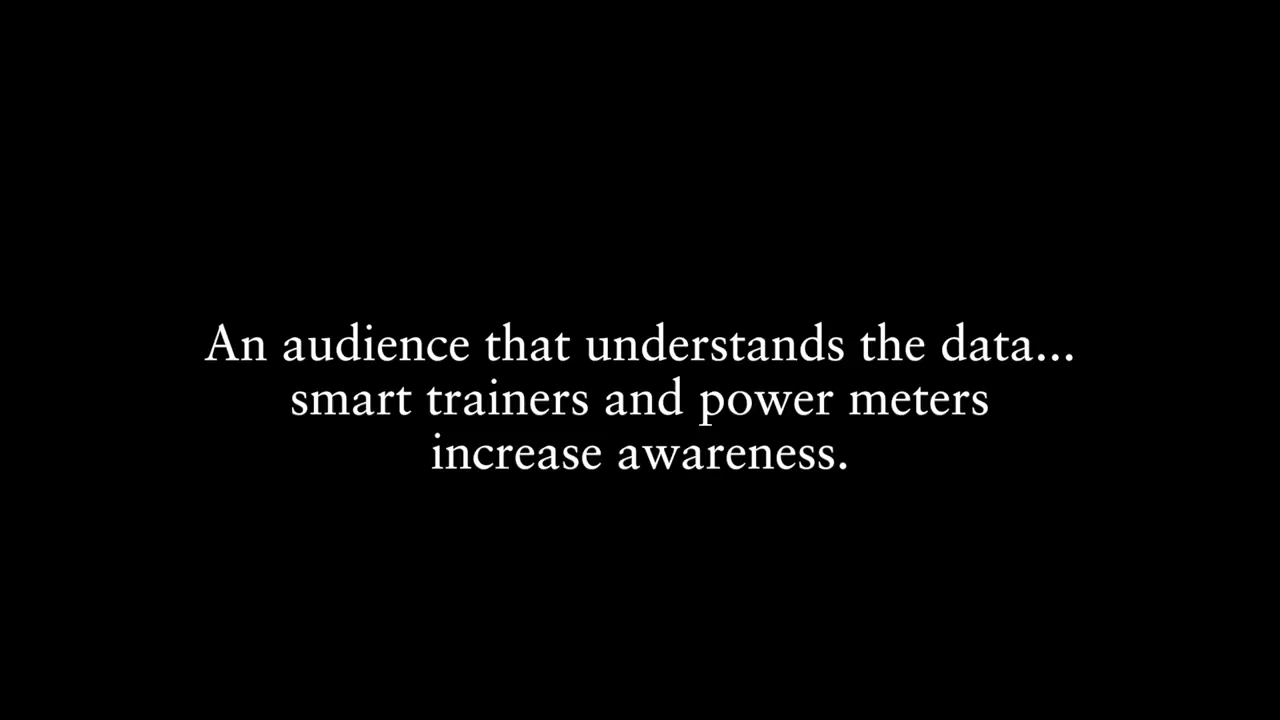 An audience that understands the data...
smart trainers and power meters
increase awareness.